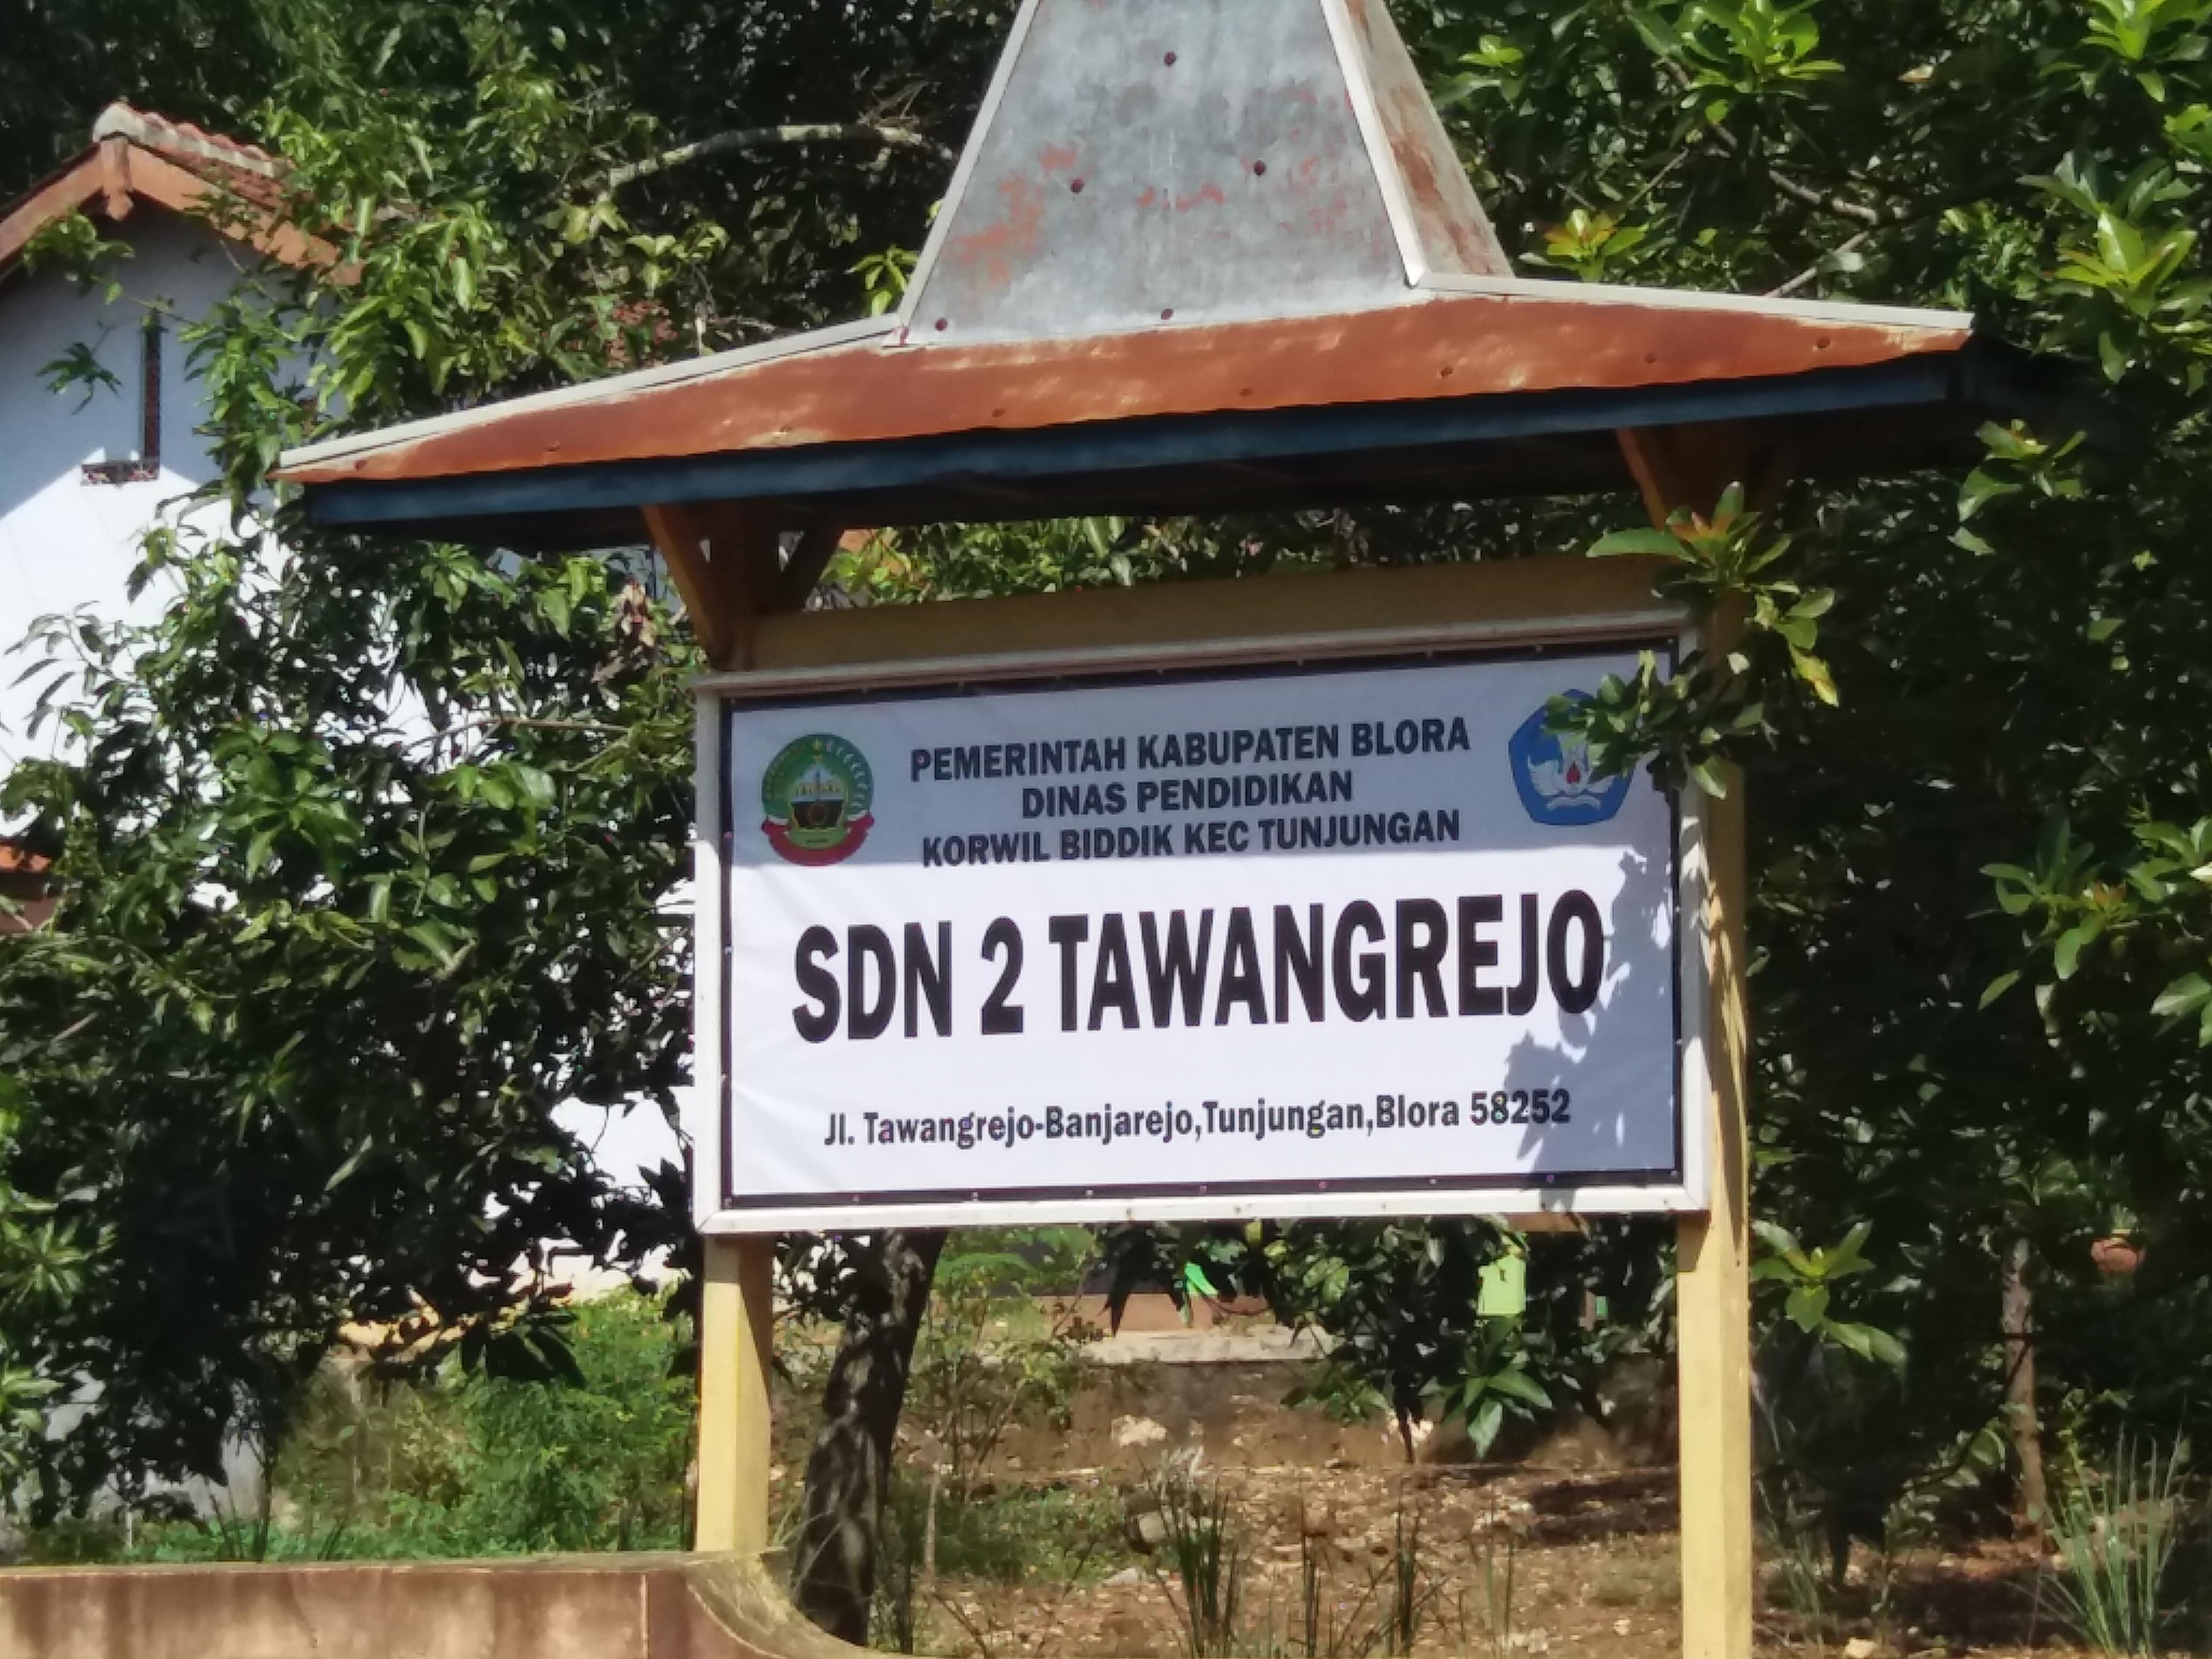 PEMERINTAH KABUPATEN BLORA
DINAS PENDIDIKAN
KORWIL BIDDIK KEC TUNJUNGAN
SDN 2 TAWANGREJO
Jl. Tawangrejo-Banjarejo,Tunjungan,Blora 58252